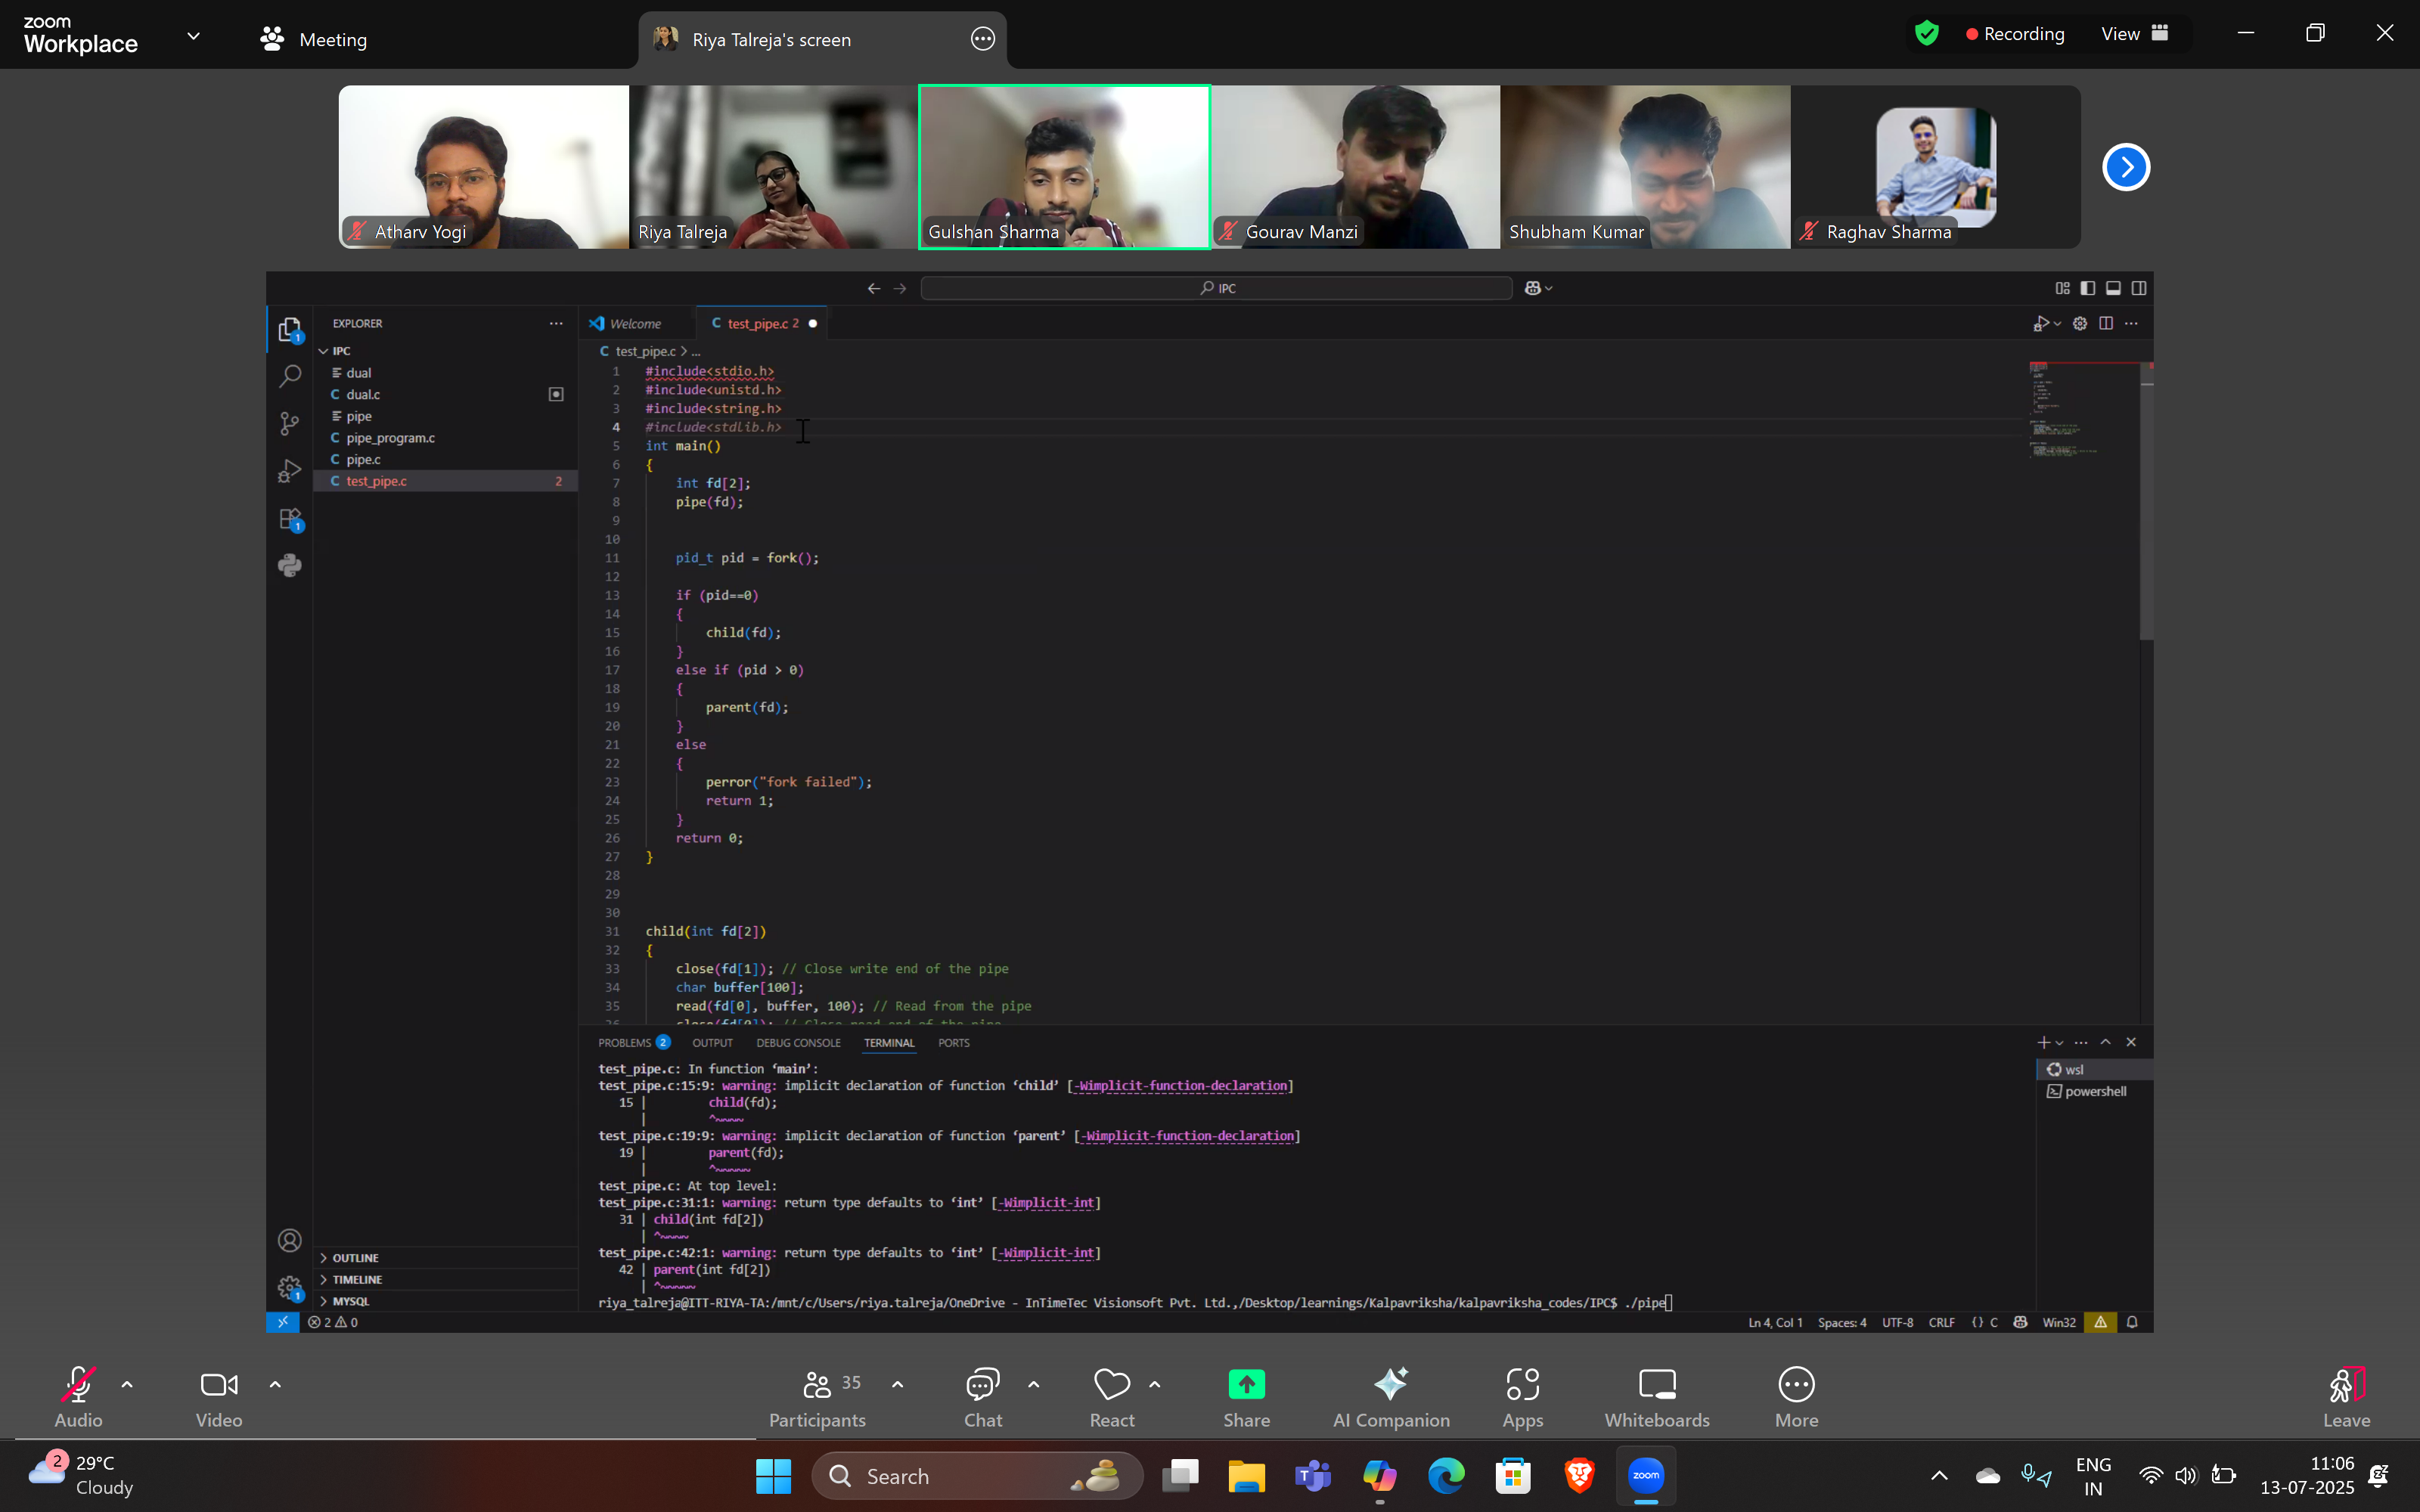 zoom
Workplace
Meeting
Riya Talreja's screen
Recording
View
Atharv Yogi
Riya Talreja
Gulshan Sharma
Gourav Manzi
Shubham Kumar
Raghav Sharma
IPC
EXPLORER
Welcome
C test_pipe.c 2
IPC
C test_pipe.c > ...
dual
C dual.c
pipe
C pipe_program.c
C pipe.c
C test_pipe.c 2
1 #include<stdio.h>
2 #include<unistd.h>
3 #include<string.h>
4 #include<stdlib.h>
5 int main()
6 {
7 int fd[2];
8 pipe(fd);
9
10
11 pid_t pid = fork();
12
13 if (pid==0)
14 {
15 child(fd);
16 }
17 else if (pid > 0)
18 {
19 parent(fd);
20 }
21 else
22 {
23 perror("fork failed");
24 return 1;
25 }
26 return 0;
27 }
28
29
30
31 child(int fd[2])
32 {
33 close(fd[1]); // Close write end of the pipe
34 char buffer[100];
35 read(fd[0], buffer, 100); // Read from the pipe
36 close(fd[0]); // Close read end of the pipe
OUTLINE
TIMELINE
MYSQL
PROBLEMS 2 OUTPUT DEBUG CONSOLE TERMINAL PORTS
test_pipe.c: In function ‘main’:
test_pipe.c:15:9: warning: implicit declaration of function ‘child’ [-Wimplicit-function-declaration]
15 | child(fd);
| ^~~~~
test_pipe.c:19:9: warning: implicit declaration of function ‘parent’ [-Wimplicit-function-declaration]
19 | parent(fd);
| ^~~~~~
test_pipe.c: At top level:
test_pipe.c:31:1: warning: return type defaults to ‘int’ [-Wimplicit-int]
31 | child(int fd[2])
| ^~~~~
test_pipe.c:42:1: warning: return type defaults to ‘int’ [-Wimplicit-int]
42 | parent(int fd[2])
| ^~~~~~
riya_talreja@ITT-RIYA-TA:/mnt/c/Users/riya.talreja/OneDrive - InTimeTec Visionsoft Pvt. Ltd.,/Desktop/learnings/Kalpavriksha/kalpavriksha_codes/IPC$ ./pipe
wsl
powershell
2 0
Ln 4, Col 1 Spaces: 4 UTF-8 CRLF {} C Win32
Audio
Video
35
Participants
Chat
React
Share
AI Companion
Apps
Whiteboards
More
Leave
2
29°C
Cloudy
Search
zoom
ENG
IN
11:06
13-07-2025